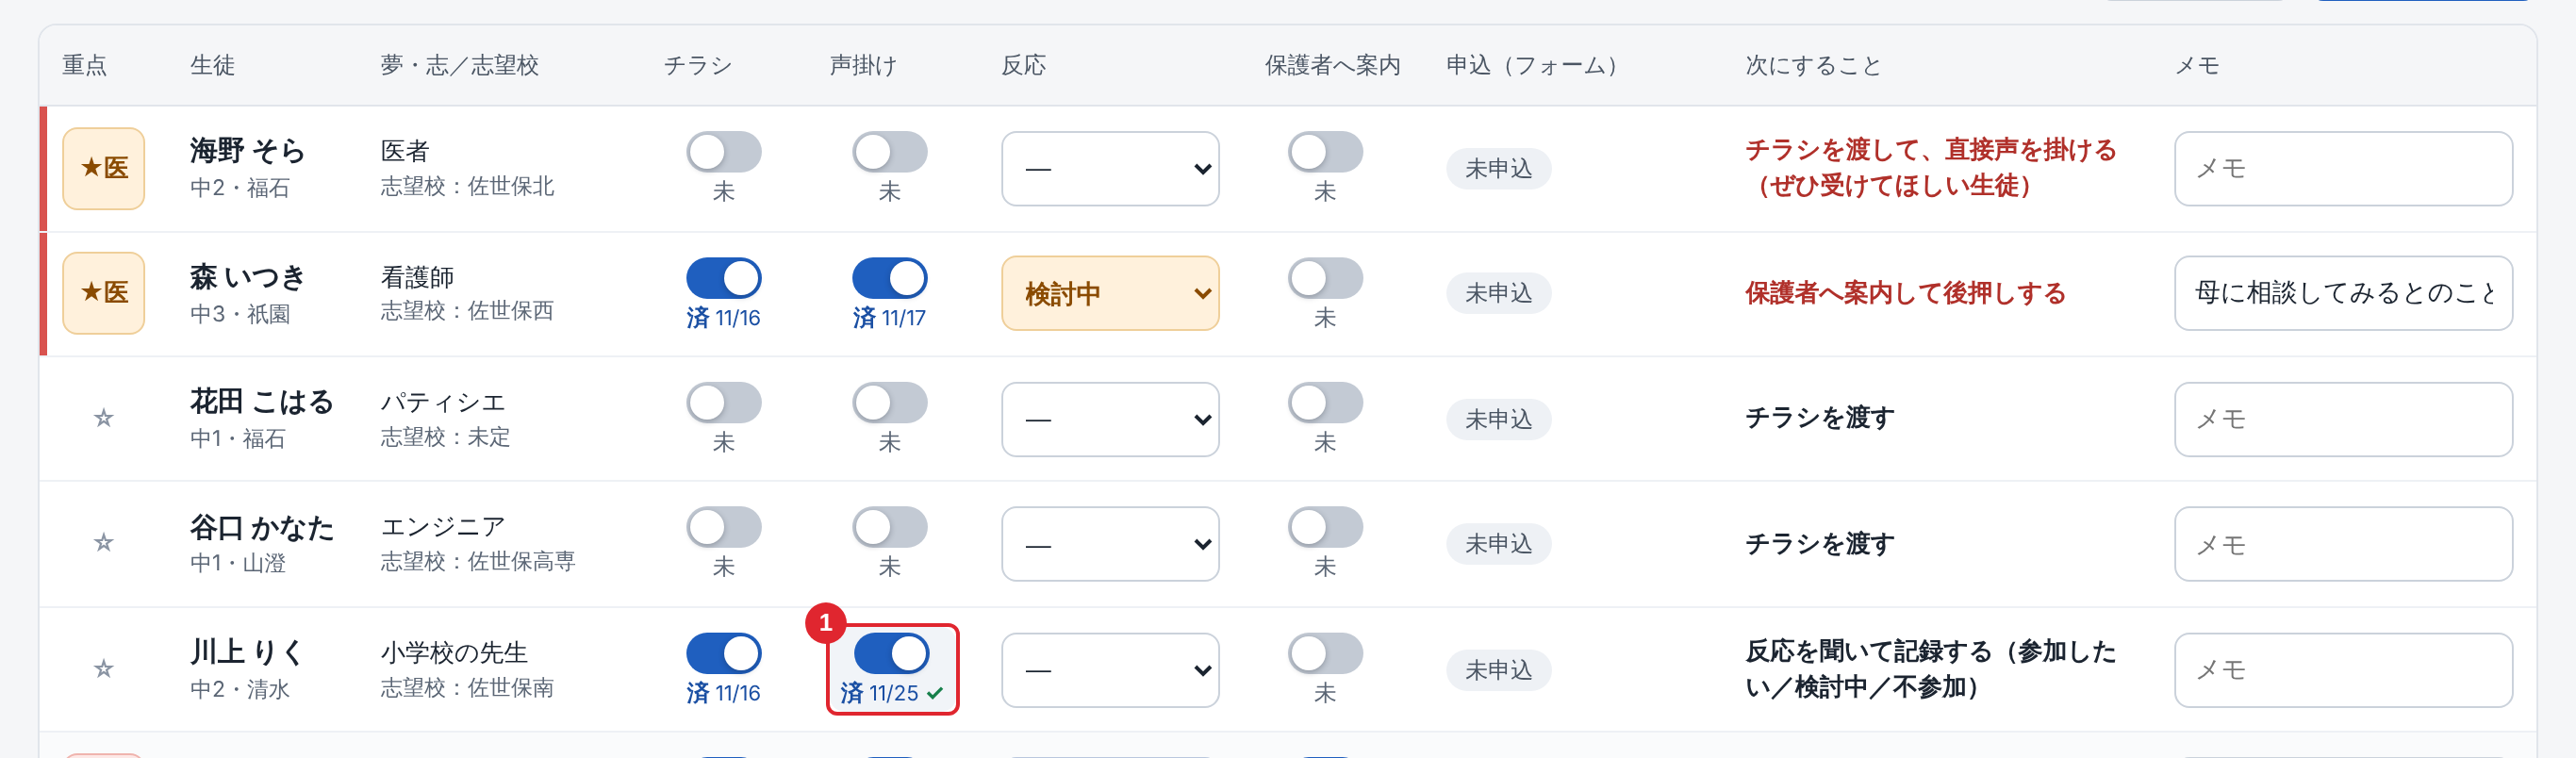 重点 生徒 夢・志／志望校 チラシ 声掛け 反応 保護者へ案内 申込（フォーム） 次にすること メモ
★医 海野 そら 医者 — 未申込 チラシを渡して、直接声を掛ける メモ
中2・福石 志望校：佐世保北 未 未 未 （ぜひ受けてほしい生徒）
★医 森 いつき 看護師 検討中 未申込 保護者へ案内して後押しする 母に相談してみるとのこと
中3・祇園 志望校：佐世保西 済 11/16 済 11/17 未
☆ 花田 こはる パティシエ — 未申込 チラシを渡す メモ
中1・福石 志望校：未定 未 未 未
☆ 谷口 かなた エンジニア — 未申込 チラシを渡す メモ
中1・山澄 志望校：佐世保高専 未 未 未
1
☆ 川上 りく 小学校の先生 — 未申込 反応を聞いて記録する（参加した メモ
中2・清水 志望校：佐世保南 済 11/16 済 11/25 ✓ 未 い／検討中／不参加）